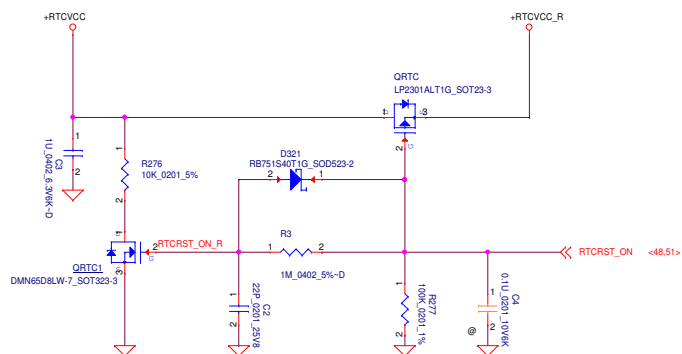 +RTCVCC
+RTCVCC_R
QRTC
LP2301ALT1G_SOT23-3
1
3
2
G
D321
RB751S40T1G_SOD523-2
2
1
1
2
C3
1U_0402_6.3V6K~D
1
R276
10K_0201_5%
2
1
RTCRST_ON_R
2
G
3
QRTC1
DMN65D8LW-7_SOT323-3
R3
1
2
1M_0402_5%~D
RTCRST_ON
<48,51>
1
C2
22P_0201_25V8
2
1
R277
100K_0201_1%
2
1
C4
0.1U_0201_10V6K
2
@